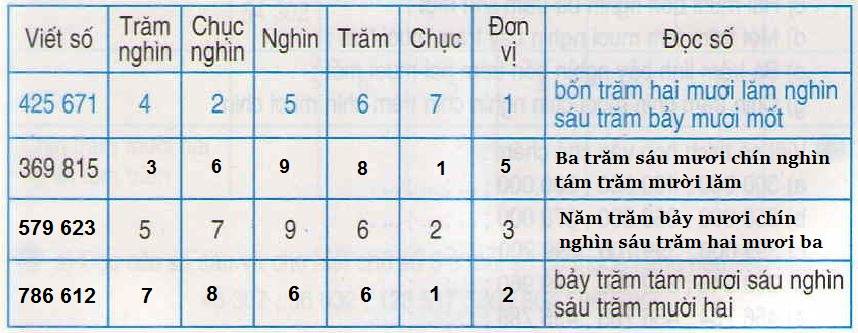 Viết số Trăm nghìn Chục nghìn Nghìn Trăm Chục Đơn vị Đọc số
425 671 4 2 5 6 7 1 bốn trăm hai mươi lăm nghìn
sáu trăm bảy mươi mốt
369 815 3 6 9 8 1 5 Ba trăm sáu mươi chín nghìn
tám trăm mười lăm
579 623 5 7 9 6 2 3 Năm trăm bảy mươi chín
nghìn sáu trăm hai mươi ba
786 612 7 8 6 6 1 2 bảy trăm tám mươi sáu nghìn
sáu trăm mười hai